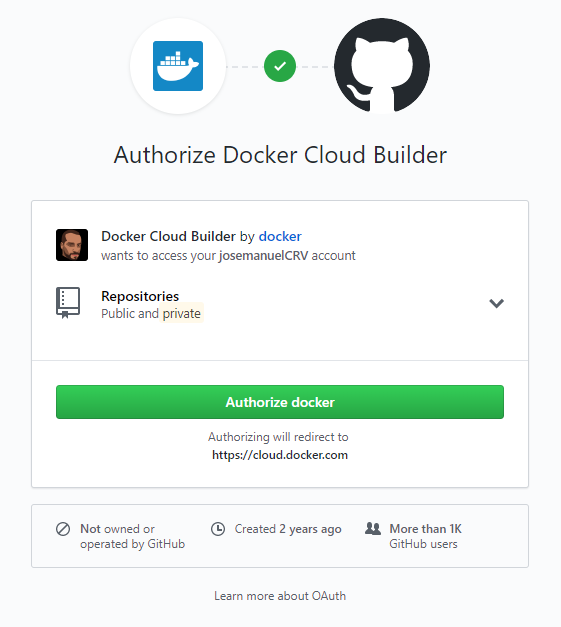 Authorize Docker Cloud Builder
Docker Cloud Builder by docker
wants to access your josemanuelCRV account
Repositories
Public and private
Authorize docker
Authorizing will redirect to
https://cloud.docker.com
Not owned or
operated by GitHub
Created 2 years ago
More than 1K
GitHub users
Learn more about OAuth